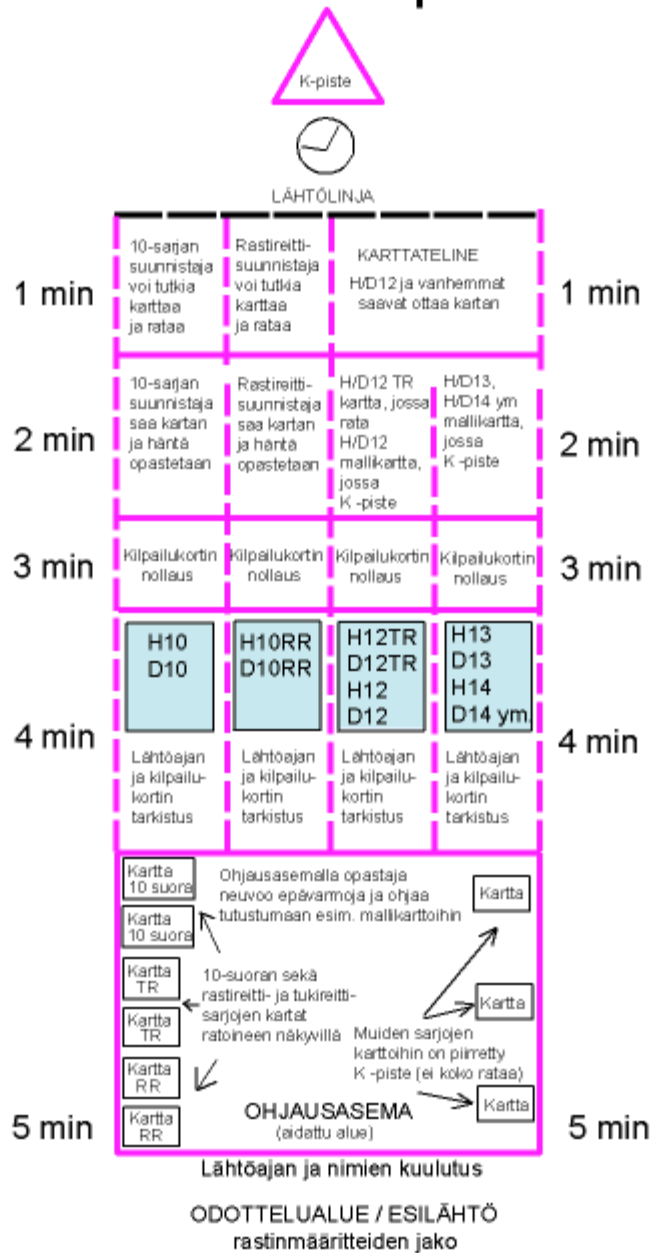 K-piste
LÄHTÖLINJA
1 min
10-sarjan
suunnistaja
voi tutkia
karttaa
ja rataa
Rastireitti-
suunnistaja
voi tutkia
karttaa
ja rataa
KARTTATELINE
H/D12 ja vanhemmat
saavat ottaa kartan
1 min
2 min
10-sarjan
suunnistaja
saa kartan
ja häntä
opastetaan
Rastireitti-
suunnistaja
saa kartan
ja häntä
opastetaan
H/D12 TR
kartta, jossa
rata
H/D12
mallikartta,
jossa
K -piste
H/D13,
H/D14 ym
mallikartta,
jossa
K -piste
2 min
3 min
Kilpailukortin
nollaus
Kilpailukortin
nollaus
Kilpailukortin
nollaus
Kilpailukortin
nollaus
3 min
4 min
H10
D10
H10RR
D10RR
H12TR
D12TR
H12
D12
H13
D13
H14
D14 ym.
4 min
Lähtöajan
ja kilpailu-
kortin
tarkistus
Lähtöajan
ja kilpailu-
kortin
tarkistus
Lähtöajan
ja kilpailu-
kortin
tarkistus
Lähtöajan
ja kilpailu-
kortin
tarkistus
Kartta
10 suora
Kartta
10 suora
Kartta
TR
Kartta
TR
Kartta
RR
Kartta
RR
Ohjausasemalla opastaja
neuvoo epävarmoja ja ohjaa
tutustumaan esim. mallikarttoihin
Kartta
10-suoran sekä
rastireitti- ja tukireitti-
sarjojen kartat
ratoineen näkyvillä
Kartta
Muiden sarjojen
karttoihin on piirretty
K -piste (ei koko rataa)
Kartta
5 min
OHJAUSASEMA
(aidattu alue)
5 min
Lähtöajan ja nimien kuulutus
ODOTTELUALUE / ESILÄHTÖ
rastinmääritteiden jako